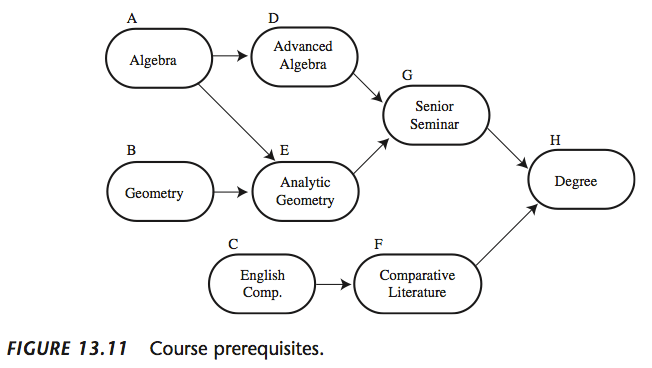 A
Algebra
D
Advanced
Algebra
G
Senior
Seminar
H
Degree
B
Geometry
E
Analytic
Geometry
C
English
Comp.
F
Comparative
Literature
FIGURE 13.11 Course prerequisites.